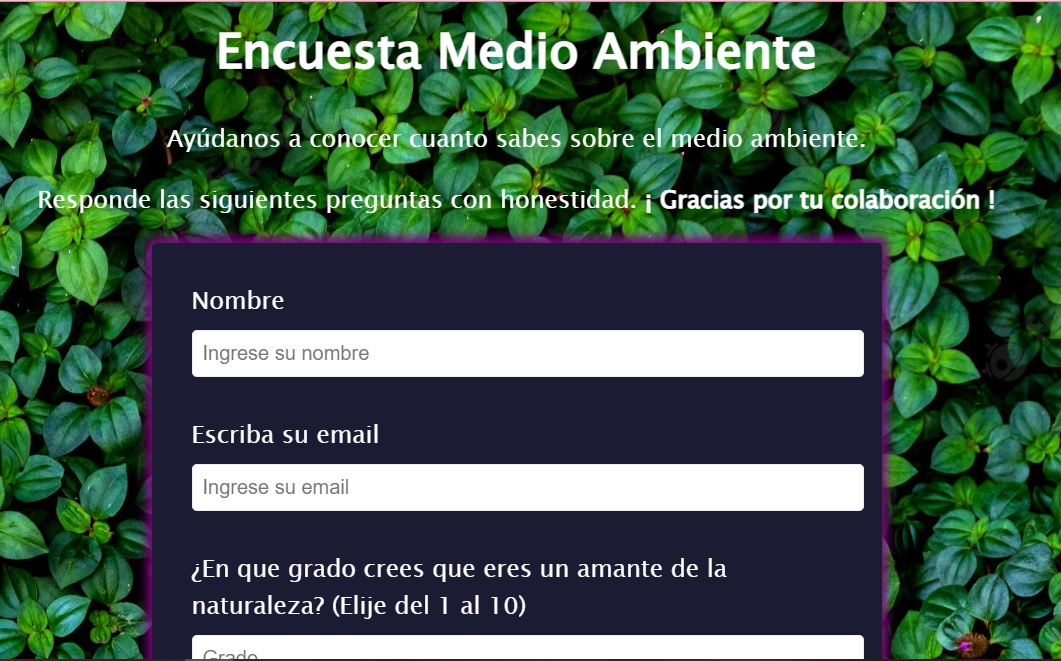 Encuesta Medio Ambiente
Ayúdanos a conocer cuanto sabes sobre el medio ambiente.
Responde las siguientes preguntas con honestidad. ¡ Gracias por tu colaboración !
Nombre
Ingrese su nombre
Escriba su email
Ingrese su email
¿En que grado crees que eres un amante de la
naturaleza? (Elije del 1 al 10)
Grado